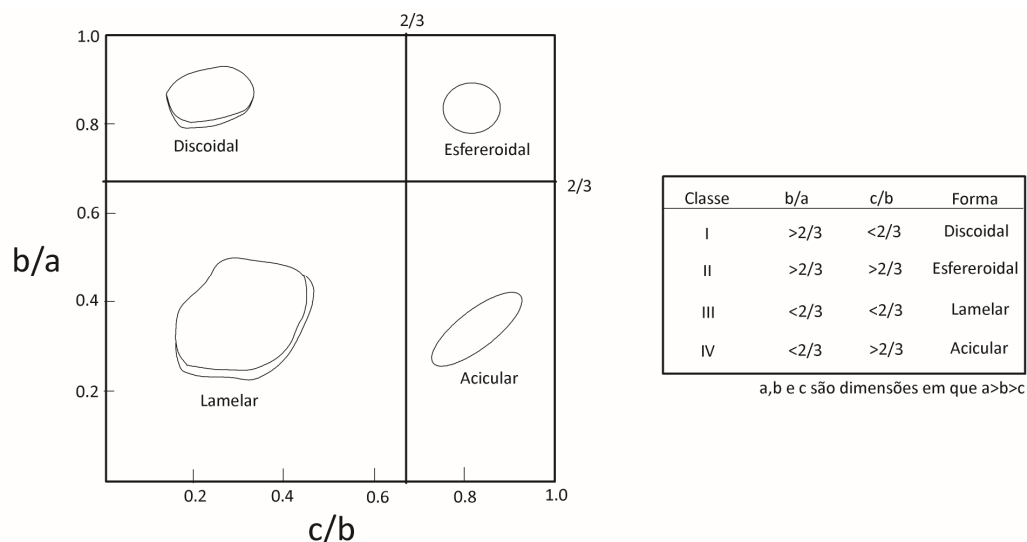 2/3
1.0
0.8
Discoidal
Esfereroidal
2/3
0.6
b/a
0.4
0.2
Lamelar
Acicular
0.2
0.4
0.6
0.8
1.0
c/b
Classe b/a c/b Forma
I >2/3 <2/3 Discoidal
II >2/3 >2/3 Esfereroidal
III <2/3 <2/3 Lamelar
IV <2/3 >2/3 Acicular
a,b e c são dimensões em que a>b>c